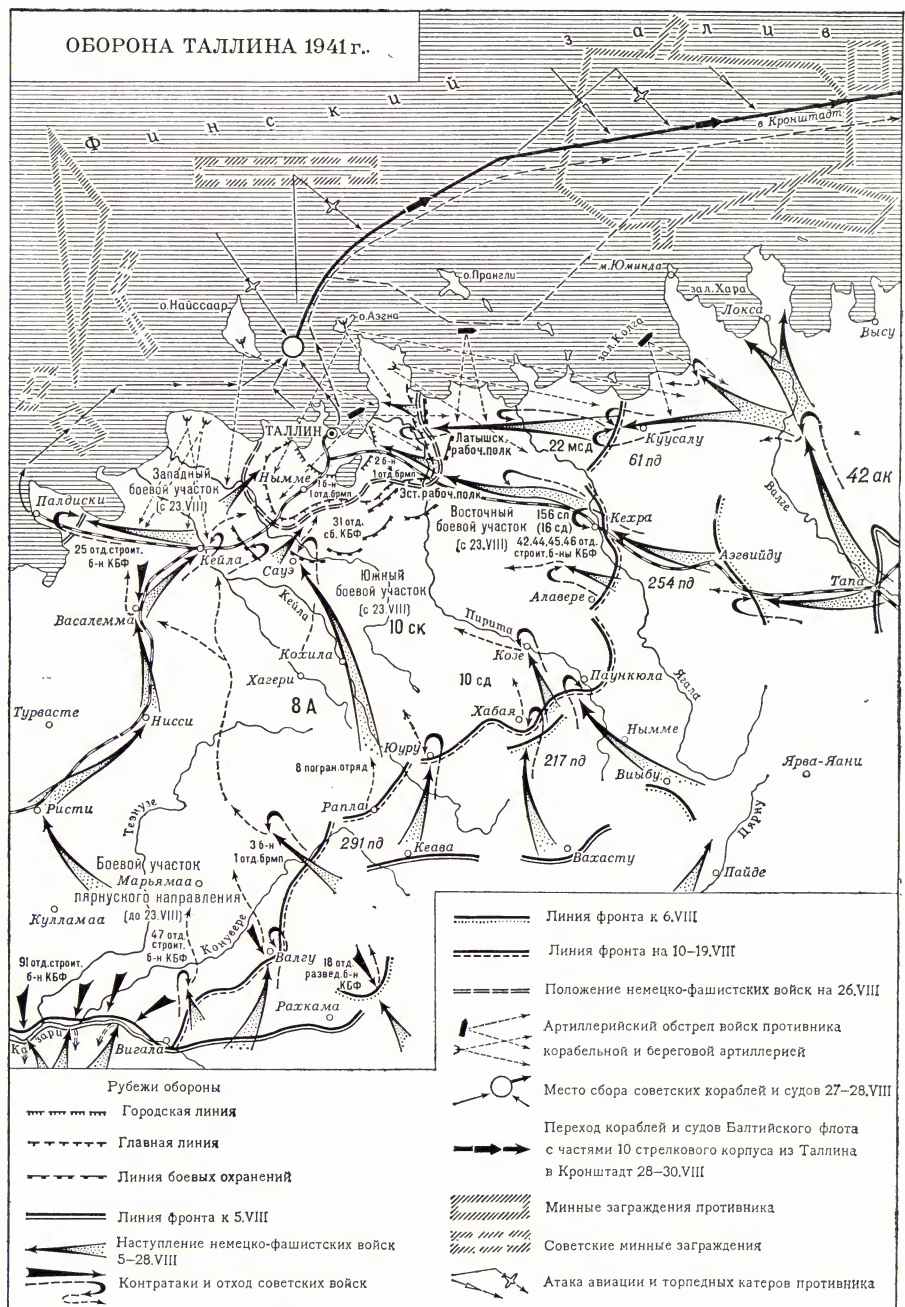 ОБОРОНА ТАЛЛИНА 1941 г.
Финский залив
в Кронштадт
м. Юминда
о. Прангли
зал. Хара
о. Найссаар
о. Аэгна
Локса
Высу
зал. Колга
ТАЛЛИН
Латышск.
рабоч. полк
22 мсд
Куусалу
61 пд
42 ак
Валге
Западный
боевой участок
(с 23.VIII)
Нымме
2 б-н
1 отд. брмп
1 б-н
1 отд. брмп
Эст. рабоч. полк
Палдиски
31 отд.
сб. КБФ
Восточный
боевой участок
(с 23.VIII)
156 сп
(16 сд)
42,44,45,46 отд.
строит. б-ны КБФ
Кехра
25 отд. строит.
б-н КБФ
Кейла
Сауэ
Аэгвийду
254 пд
Тапа
Южный
боевой участок
(с 23.VIII)
Алавере
Васалемма
Кейла
10 ск
Пирита
Козе
Кохила
Хагери
10 сд
Паункюла
Ягала
8 А
Хабая
Турвасте
Нисси
Юуру
Нымме
217 пд
Виыбу
Ярва-Яани
8 погран. отряд
Ристи
Теэнузе
Рапла
Пярну
3 б-н
1 отд. брмп
291 пд
Кеава
Вахасту
Пайде
Боевой участок
Марьямаа
пярнуского направления
(до 23.VIII)
Кулламаа
47 отд.
строит.
б-н КБФ
Конувере
91 отд. строит.
б-н КБФ
Валгу
18 отд.
развед. б-н
КБФ
Рахкама
Казари
Вигала
Рубежи обороны
Городская линия
Главная линия
Линия боевых охранений
Линия фронта к 5.VIII
Наступление немецко-фашистских войск
5–28.VIII
Контратаки и отход советских войск
Линия фронта к 6.VIII
Линия фронта на 10–19.VIII
Положение немецко-фашистских войск на 26.VIII
Артиллерийский обстрел войск противника
корабельной и береговой артиллерией
Место сбора советских кораблей и судов 27–28.VIII
Переход кораблей и судов Балтийского флота
с частями 10 стрелкового корпуса из Таллина
в Кронштадт 28–30.VIII
Минные заграждения противника
Советские минные заграждения
Атака авиации и торпедных катеров противника